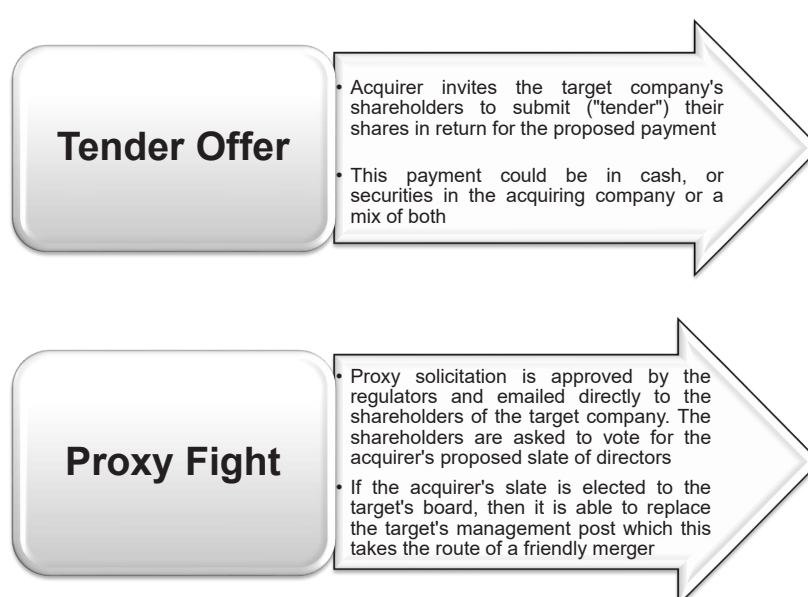 Tender Offer
• Acquirer invites the target company's
shareholders to submit ("tender") their
shares in return for the proposed payment
• This payment could be in cash, or
securities in the acquiring company or a
mix of both
Proxy Fight
• Proxy solicitation is approved by the
regulators and emailed directly to the
shareholders of the target company. The
shareholders are asked to vote for the
acquirer's proposed slate of directors
• If the acquirer's slate is elected to the
target's board, then it is able to replace
the target's management post which this
takes the route of a friendly merger